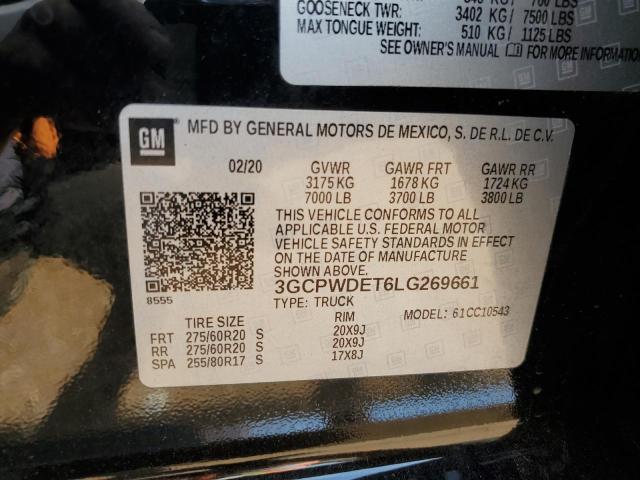 GOOSENECK TWR: 3402 KG/ 7500 LBS
MAX TONGUE WEIGHT: 510 KG/ 1125 LBS
SEE OWNER'S MANUAL FOR MORE INFORMATION
GM MFD BY GENERAL MOTORS DE MEXICO, S. DE R.L. DE C.V.
02/20 GVWR GAWR FRT GAWR RR
3175 KG 1678 KG 1724 KG
7000 LB 3700 LB 3800 LB
THIS VEHICLE CONFORMS TO ALL
APPLICABLE U.S. FEDERAL MOTOR
VEHICLE SAFETY STANDARDS IN EFFECT
ON THE DATE OF MANUFACTURE
SHOWN ABOVE.
8555
3GCPWDET6LG269661
TYPE: TRUCK MODEL: 61CC10543
TIRE SIZE RIM
FRT 275/60R20 S 20X9J
RR 275/60R20 S 20X9J
SPA 255/80R17 S 17X8J